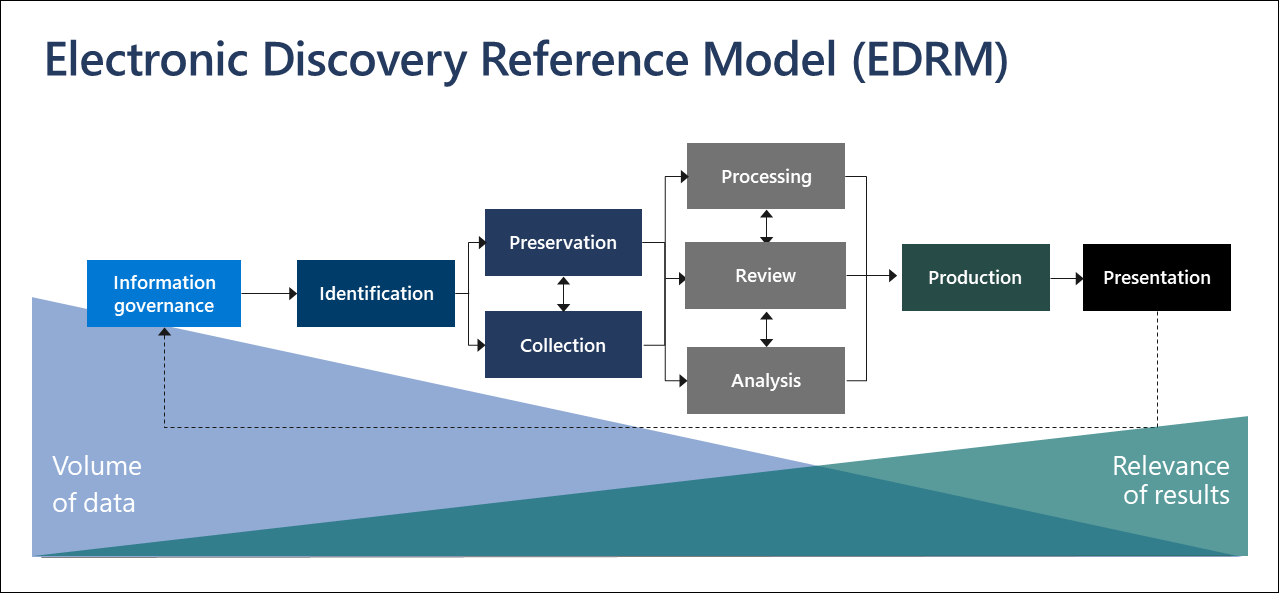 Electronic Discovery Reference Model (EDRM)
Information
governance
Identification
Preservation
Collection
Processing
Review
Analysis
Production
Presentation
Volume
of data
Relevance
of results